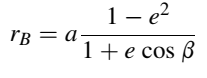 r_B = a \frac{1 - e^2}{1 + e \cos \beta}